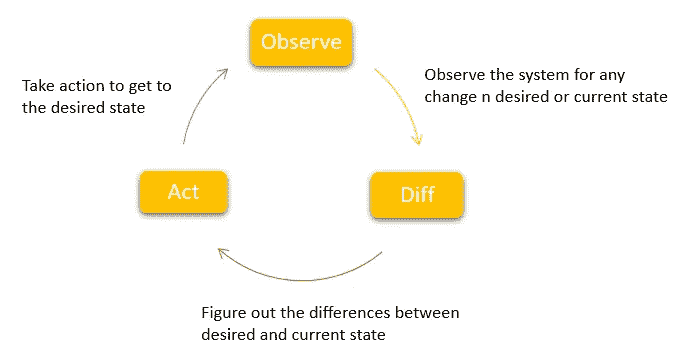 Observe
Take action to get to
the desired state
Observe the system for any
change n desired or current state
Act
Diff
Figure out the differences between
desired and current state